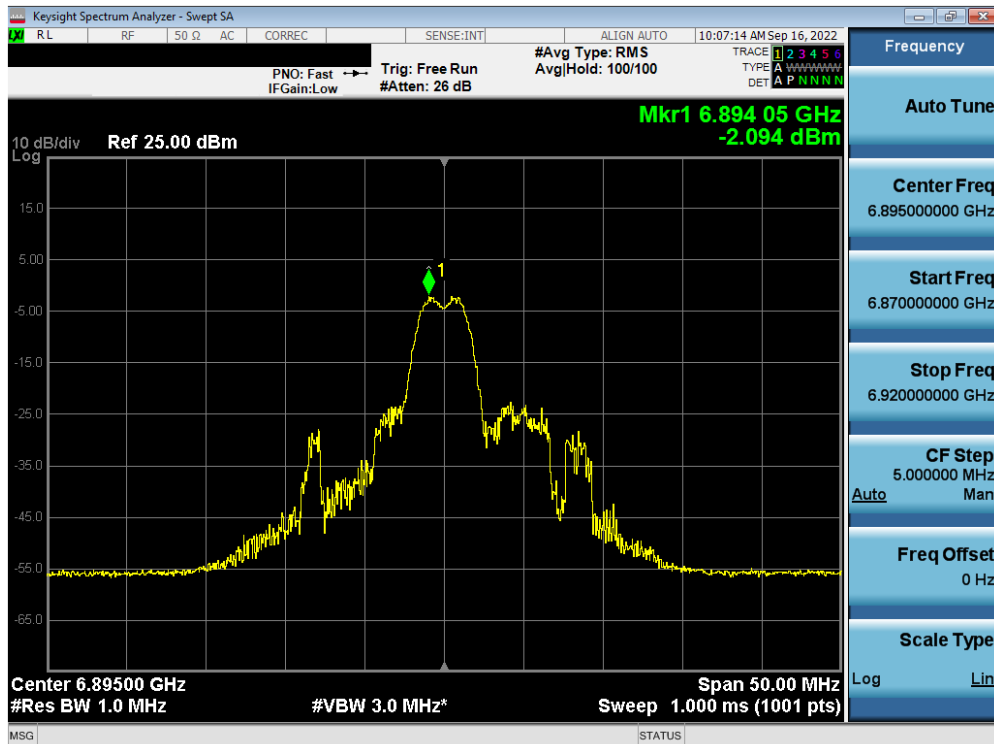 Keysight Spectrum Analyzer - Swept SA
LXI RL RF 50 Ω AC CORREC SENSE:INT ALIGN AUTO 10:07:14 AM Sep 16, 2022
PNO: Fast
IFGain:Low
Trig: Free Run
#Atten: 26 dB
#Avg Type: RMS
Avg|Hold: 100/100
TRACE 1 2 3 4 5 6
TYPE A WWWWW
DET A P N N N N
Mkr1 6.894 05 GHz
-2.094 dBm
10 dB/div
Log
Ref 25.00 dBm
15.0
5.00
-5.00
-15.0
-25.0
-35.0
-45.0
-55.0
-65.0
1
Center 6.89500 GHz
#Res BW 1.0 MHz
#VBW 3.0 MHz*
Span 50.00 MHz
Sweep 1.000 ms (1001 pts)
MSG
STATUS
Frequency
Auto Tune
Center Freq
6.895000000 GHz
Start Freq
6.870000000 GHz
Stop Freq
6.920000000 GHz
CF Step
5.000000 MHz
Auto Man
Freq Offset
0 Hz
Scale Type
Log Lin